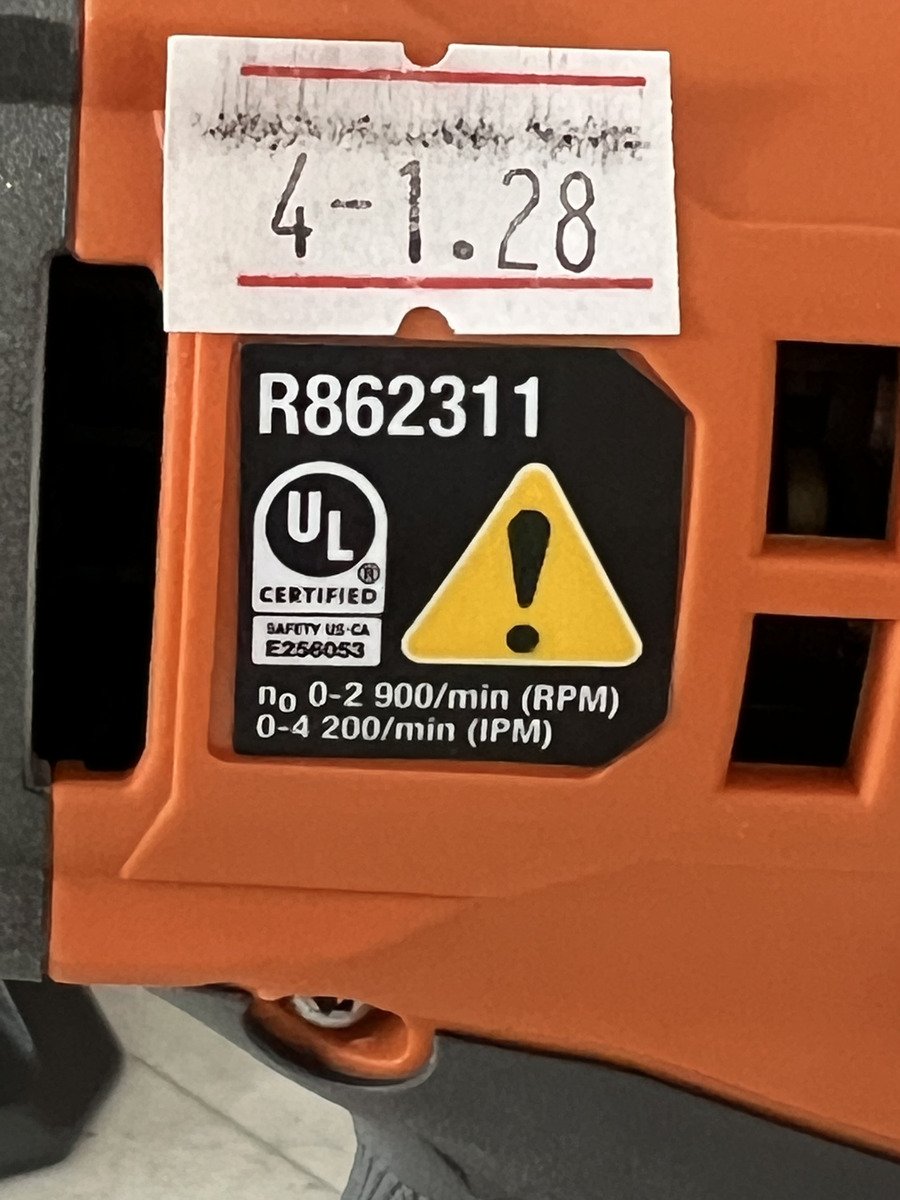 4-1.28
R862311
UL
®
CERTIFIED
SAFETY US-CA
E256053
n₀ 0-2 900/min (RPM)
0-4 200/min (IPM)